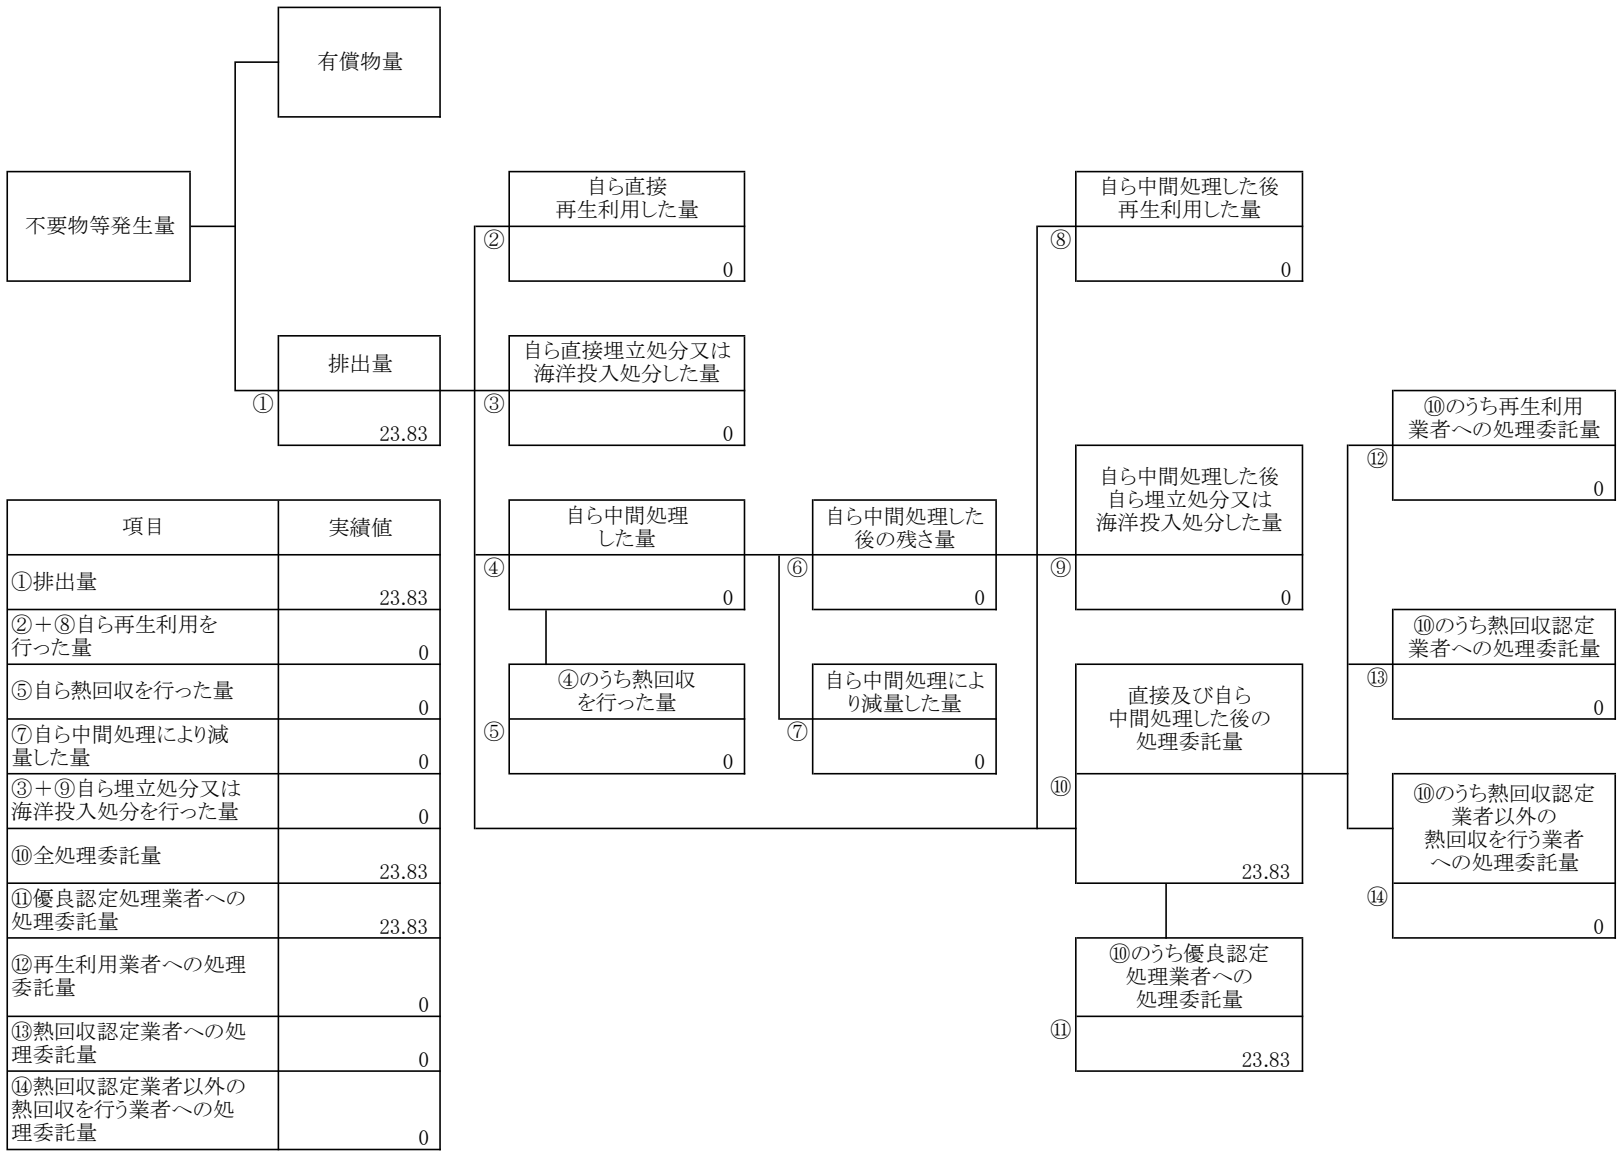 有償物量
不要物等発生量
排出量
①
23.83
自ら直接
再生利用した量
②
0
自ら直接埋立処分又は
海洋投入処分した量
③
0
自ら中間処理
した量
④
0
④のうち熱回収
を行った量
⑤
0
自ら中間処理した
後の残さ量
⑥
0
自ら中間処理によ
り減量した量
⑦
0
自ら中間処理した後
再生利用した量
⑧
0
自ら中間処理した後
自ら埋立処分又は
海洋投入処分した量
⑨
0
直接及び自ら
中間処理した後の
処理委託量
⑩
23.83
⑩のうち優良認定
処理業者への
処理委託量
⑪
23.83
⑩のうち再生利用
業者への処理委託量
⑫
0
⑩のうち熱回収認定
業者への処理委託量
⑬
0
⑩のうち熱回収認定
業者以外の
熱回収を行う業者
への処理委託量
⑭
0
項目 実績値
①排出量
23.83
②＋⑧自ら再生利用を
行った量
0
⑤自ら熱回収を行った量
0
⑦自ら中間処理により減
量した量
0
③＋⑨自ら埋立処分又は
海洋投入処分を行った量
0
⑩全処理委託量
23.83
⑪優良認定処理業者への
処理委託量
23.83
⑫再生利用業者への処理
委託量
0
⑬熱回収認定業者への処
理委託量
0
⑭熱回収認定業者以外の
熱回収を行う業者への処
理委託量
0